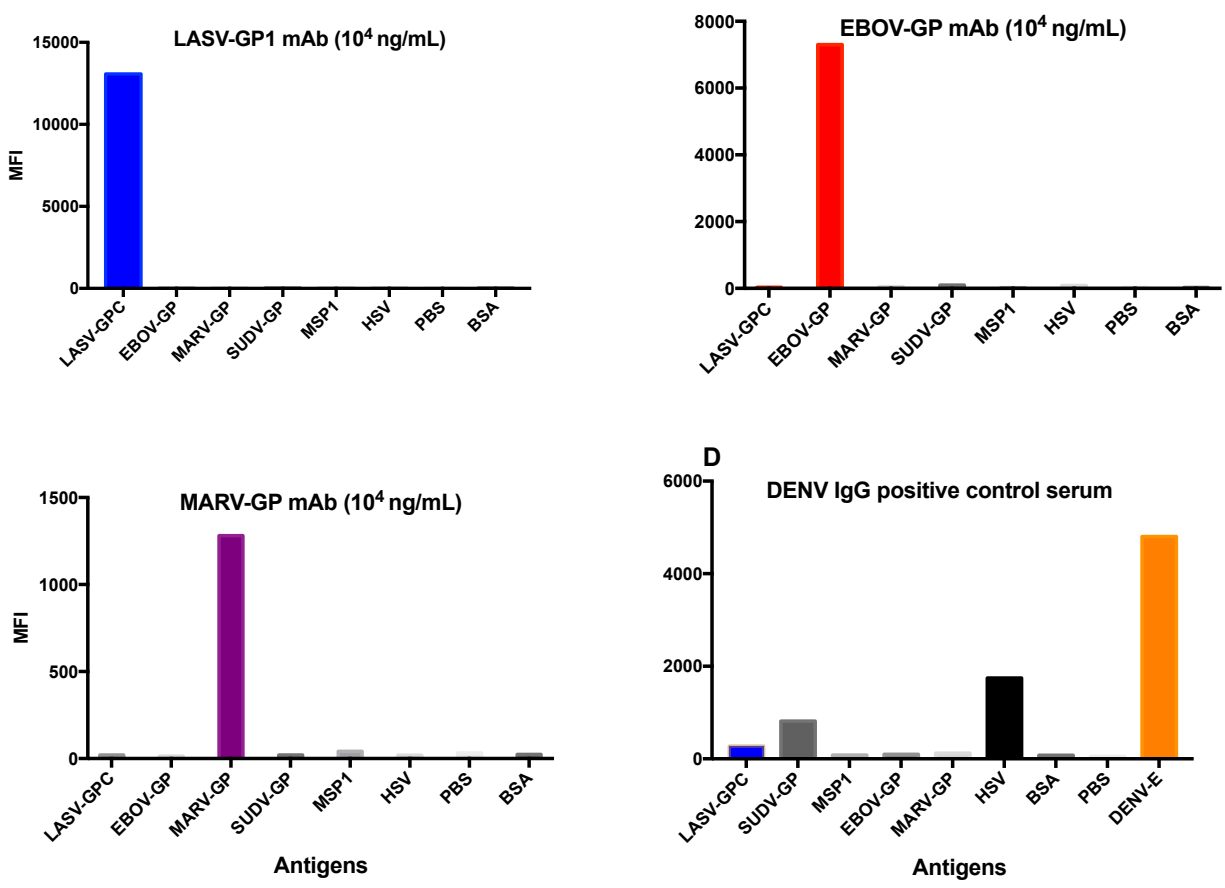 LASV-GP1 mAb (10⁴ ng/mL)
15000
10000
5000
0
MFI
LASV-GPC
EBOV-GP
MARV-GP
SUDV-GP
MSP1
HSV
PBS
BSA
EBOV-GP mAb (10⁴ ng/mL)
8000
6000
4000
2000
0
LASV-GPC
EBOV-GP
MARV-GP
SUDV-GP
MSP1
HSV
PBS
BSA
MARV-GP mAb (10⁴ ng/mL)
1500
1000
500
0
MFI
LASV-GPC
EBOV-GP
MARV-GP
SUDV-GP
MSP1
HSV
PBS
BSA
Antigens
D
DENV IgG positive control serum
6000
4000
2000
0
LASV-GPC
SUDV-GP
MSP1
EBOV-GP
MARV-GP
HSV
BSA
PBS
DENV-E
Antigens